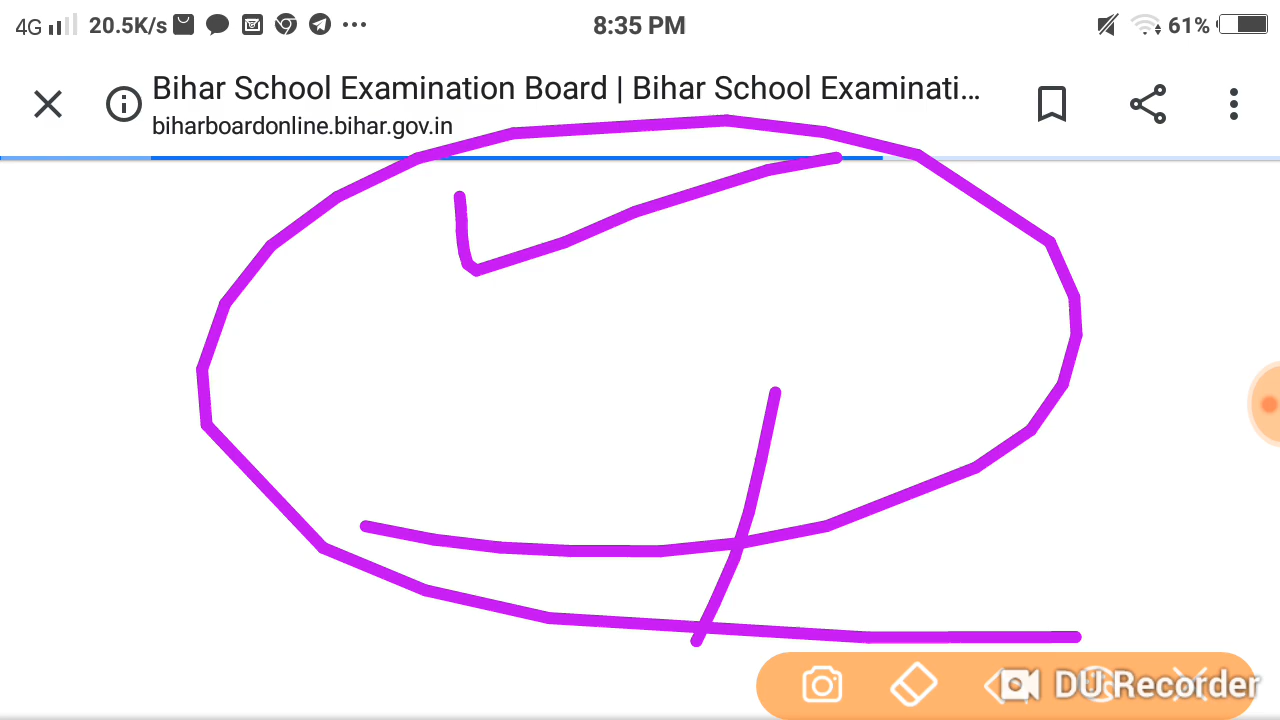 4G 20.5K/s ... 8:35 PM 61%
Bihar School Examination Board | Bihar School Examinati...
biharboardonline.bihar.gov.in
DU Recorder